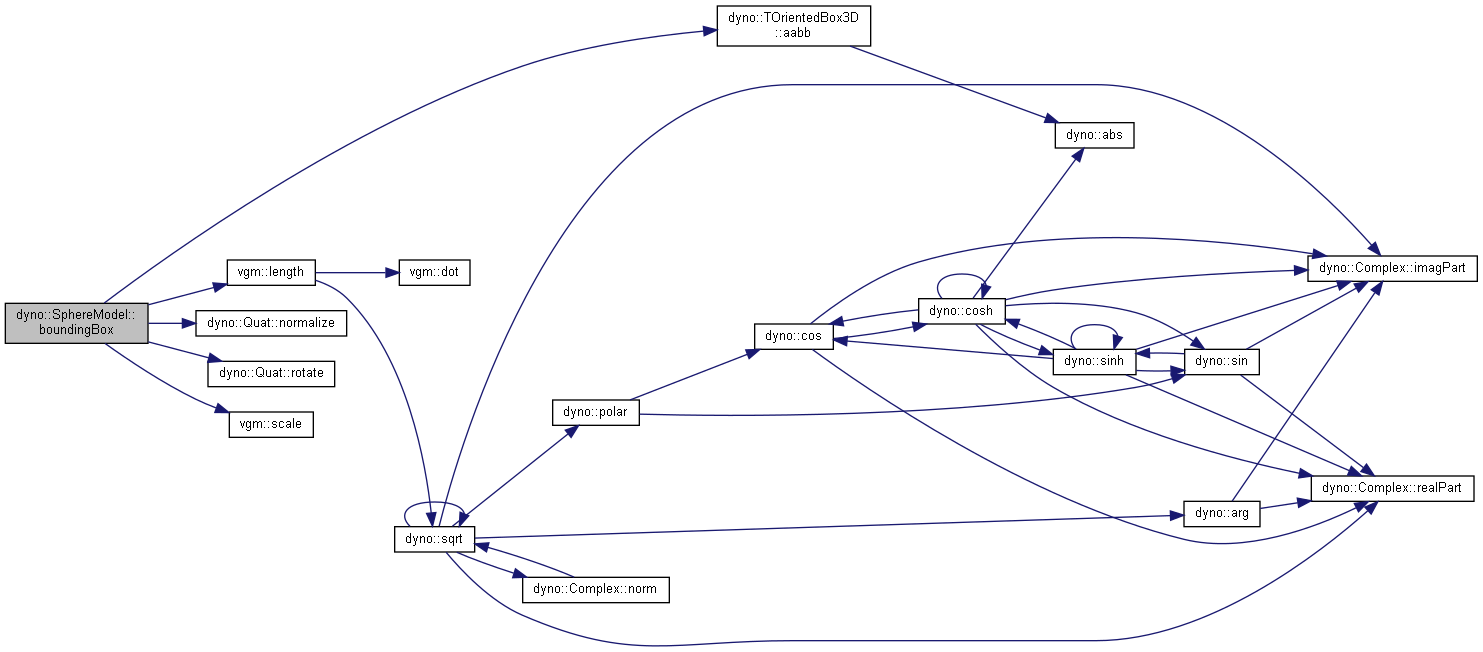 dyno::TOrientedBox3D
::aabb
dyno::abs
vgm::length
vgm::dot
dyno::Complex::imagPart
dyno::SphereModel::
boundingBox
dyno::Quat::normalize
dyno::cosh
dyno::cos
dyno::sinh
dyno::sin
dyno::Quat::rotate
dyno::polar
vgm::scale
dyno::Complex::realPart
dyno::arg
dyno::sqrt
dyno::Complex::norm